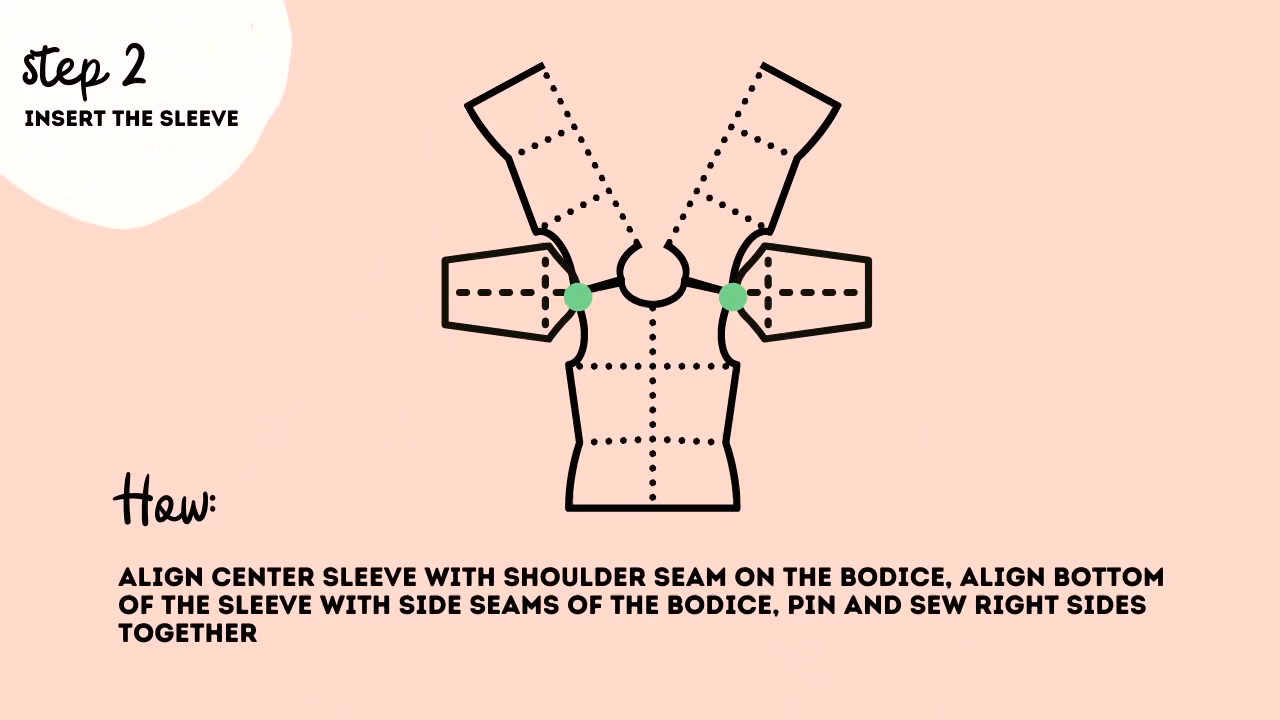 step 2
INSERT THE SLEEVE
How:
ALIGN CENTER SLEEVE WITH SHOULDER SEAM ON THE BODICE, ALIGN BOTTOM
OF THE SLEEVE WITH SIDE SEAMS OF THE BODICE, PIN AND SEW RIGHT SIDES
TOGETHER